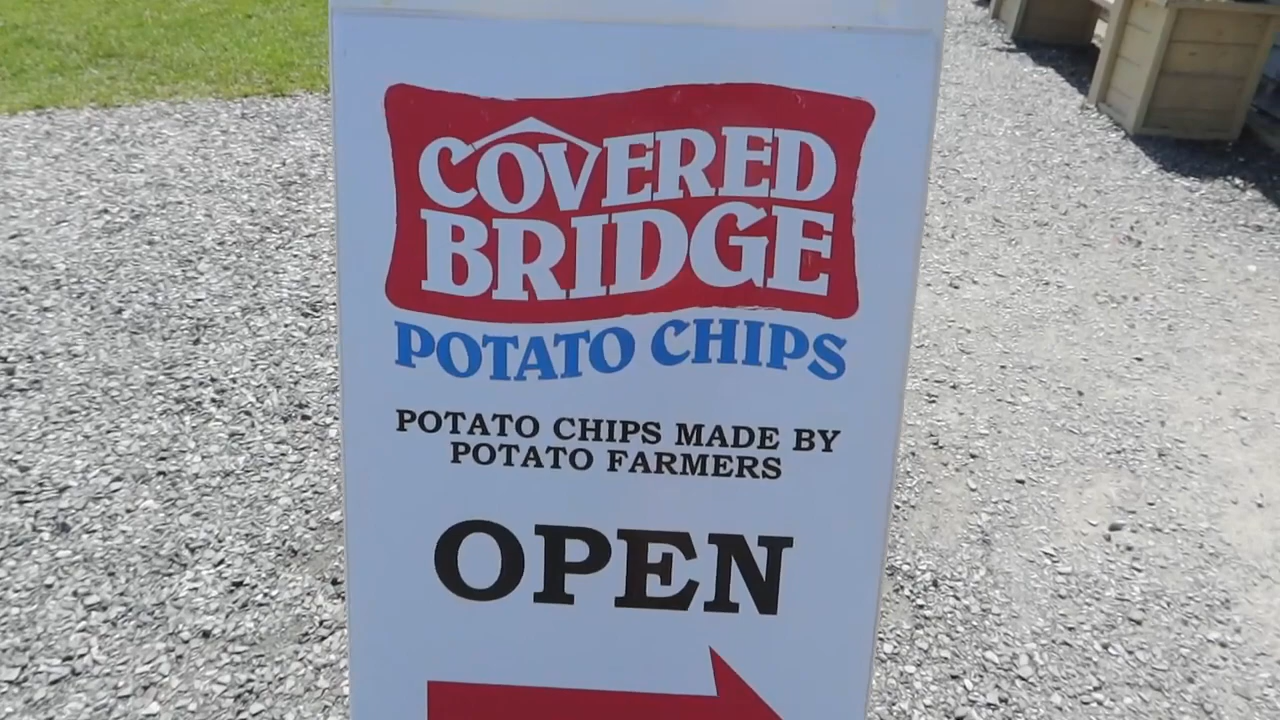 COVERED
BRIDGE
POTATO CHIPS
POTATO CHIPS MADE BY
POTATO FARMERS
OPEN